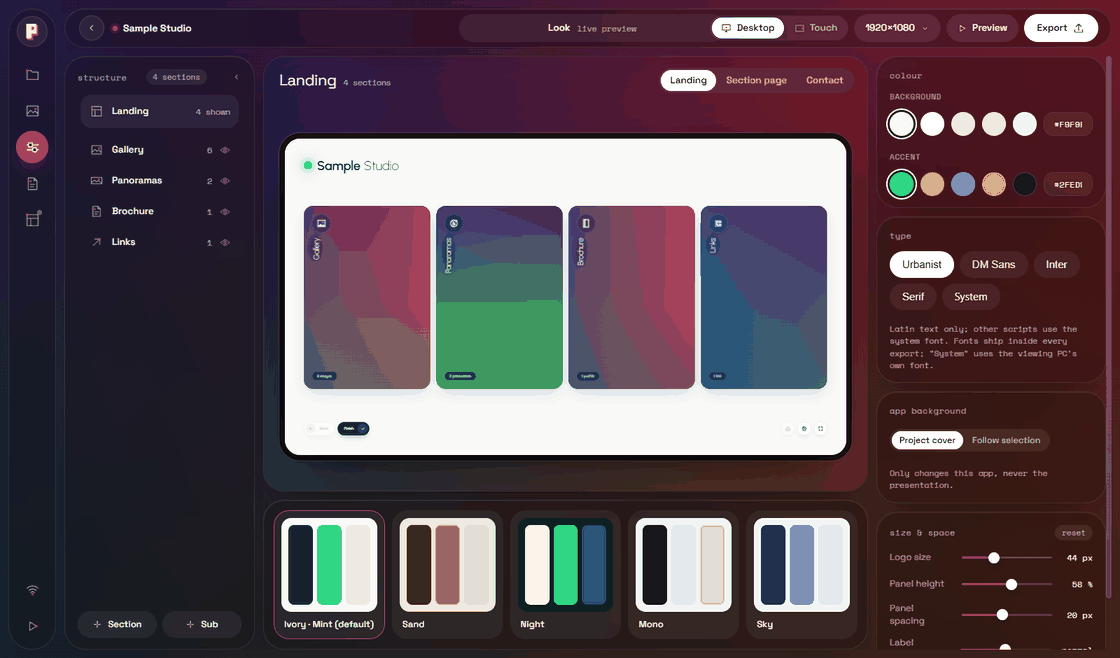 Sample Studio
Look live preview
Desktop
Touch
1920×1080
Preview
Export
structure
4 sections
Landing
4 shown
Gallery
6
Panoramas
2
Brochure
1
Links
1
Section
Sub
Landing 4 sections
Landing
Section page
Contact
Sample Studio
Gallery
Panoramas
Brochure
Links
Finish
Ivory · Mint (default)
Sand
Night
Mono
Sky
colour
BACKGROUND
#F9F9
ACCENT
#2FED
type
Urbanist
DM Sans
Inter
Serif
System
Latin text only; other scripts use the
system font. Fonts ship inside every
export; "System" uses the viewing PC's
own font.
app background
Project cover
Follow selection
Only changes this app, never the
presentation.
size & space
reset
Logo size
44 px
Panel height
58 %
Panel
spacing
20 px
Label